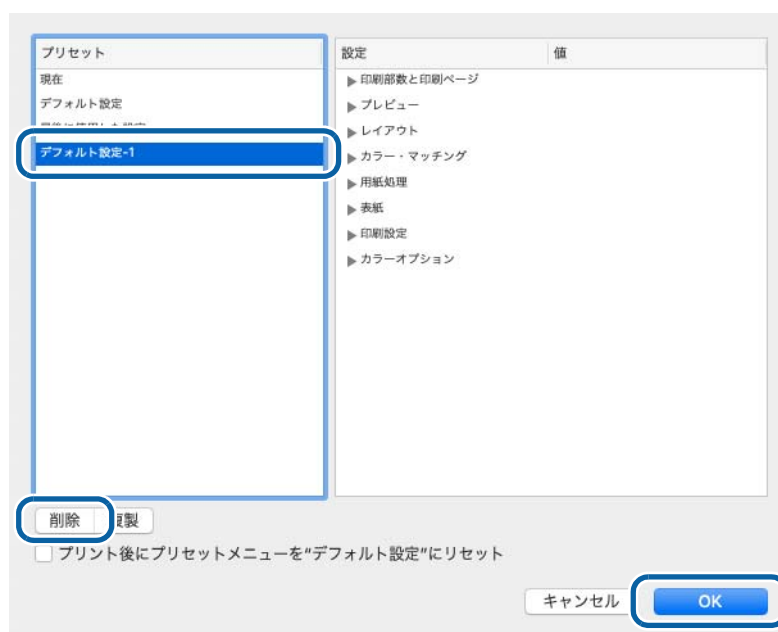 プリセット
設定
値
現在
デフォルト設定
デフォルト設定-1
▶印刷部数と印刷ページ
▶プレビュー
▶レイアウト
▶カラー・マッチング
▶用紙処理
▶表紙
▶印刷設定
▶カラーオプション
削除
プリント後にプリセットメニューを“デフォルト設定”にリセット
キャンセル
OK